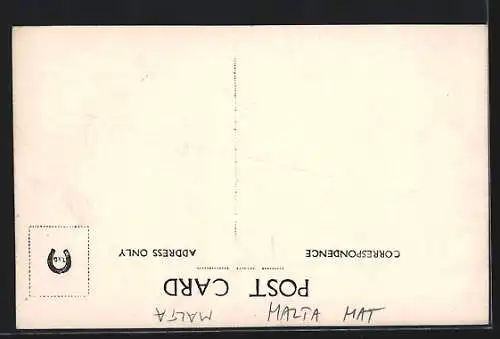 POST CARD
CORRESPONDENCE
ADDRESS ONLY
MALTA
MALTA MAT